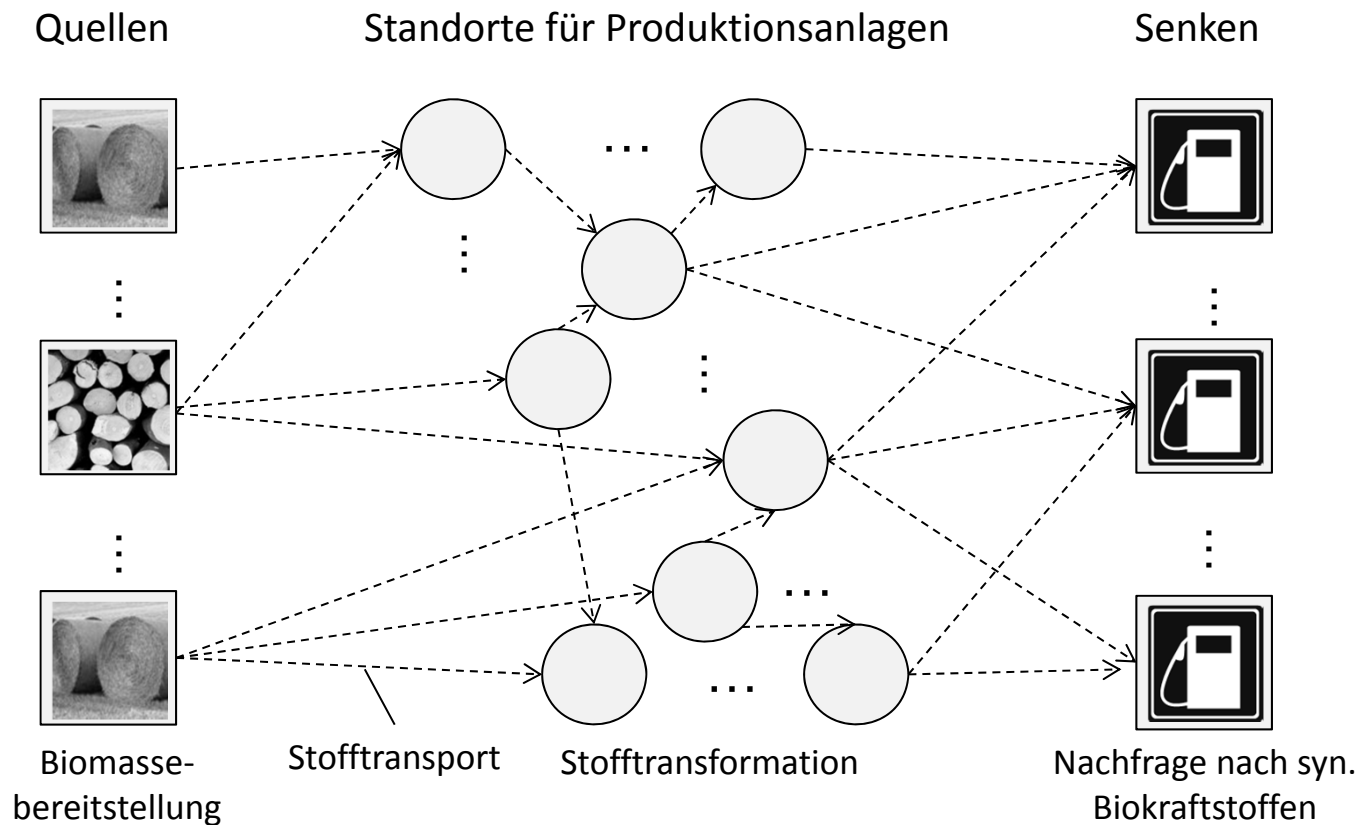 Quellen
Standorte für Produktionsanlagen
Senken
Stofftransport
Stofftransformation
Biomasse-
bereitstellung
Nachfrage nach syn.
Biokraftstoffen